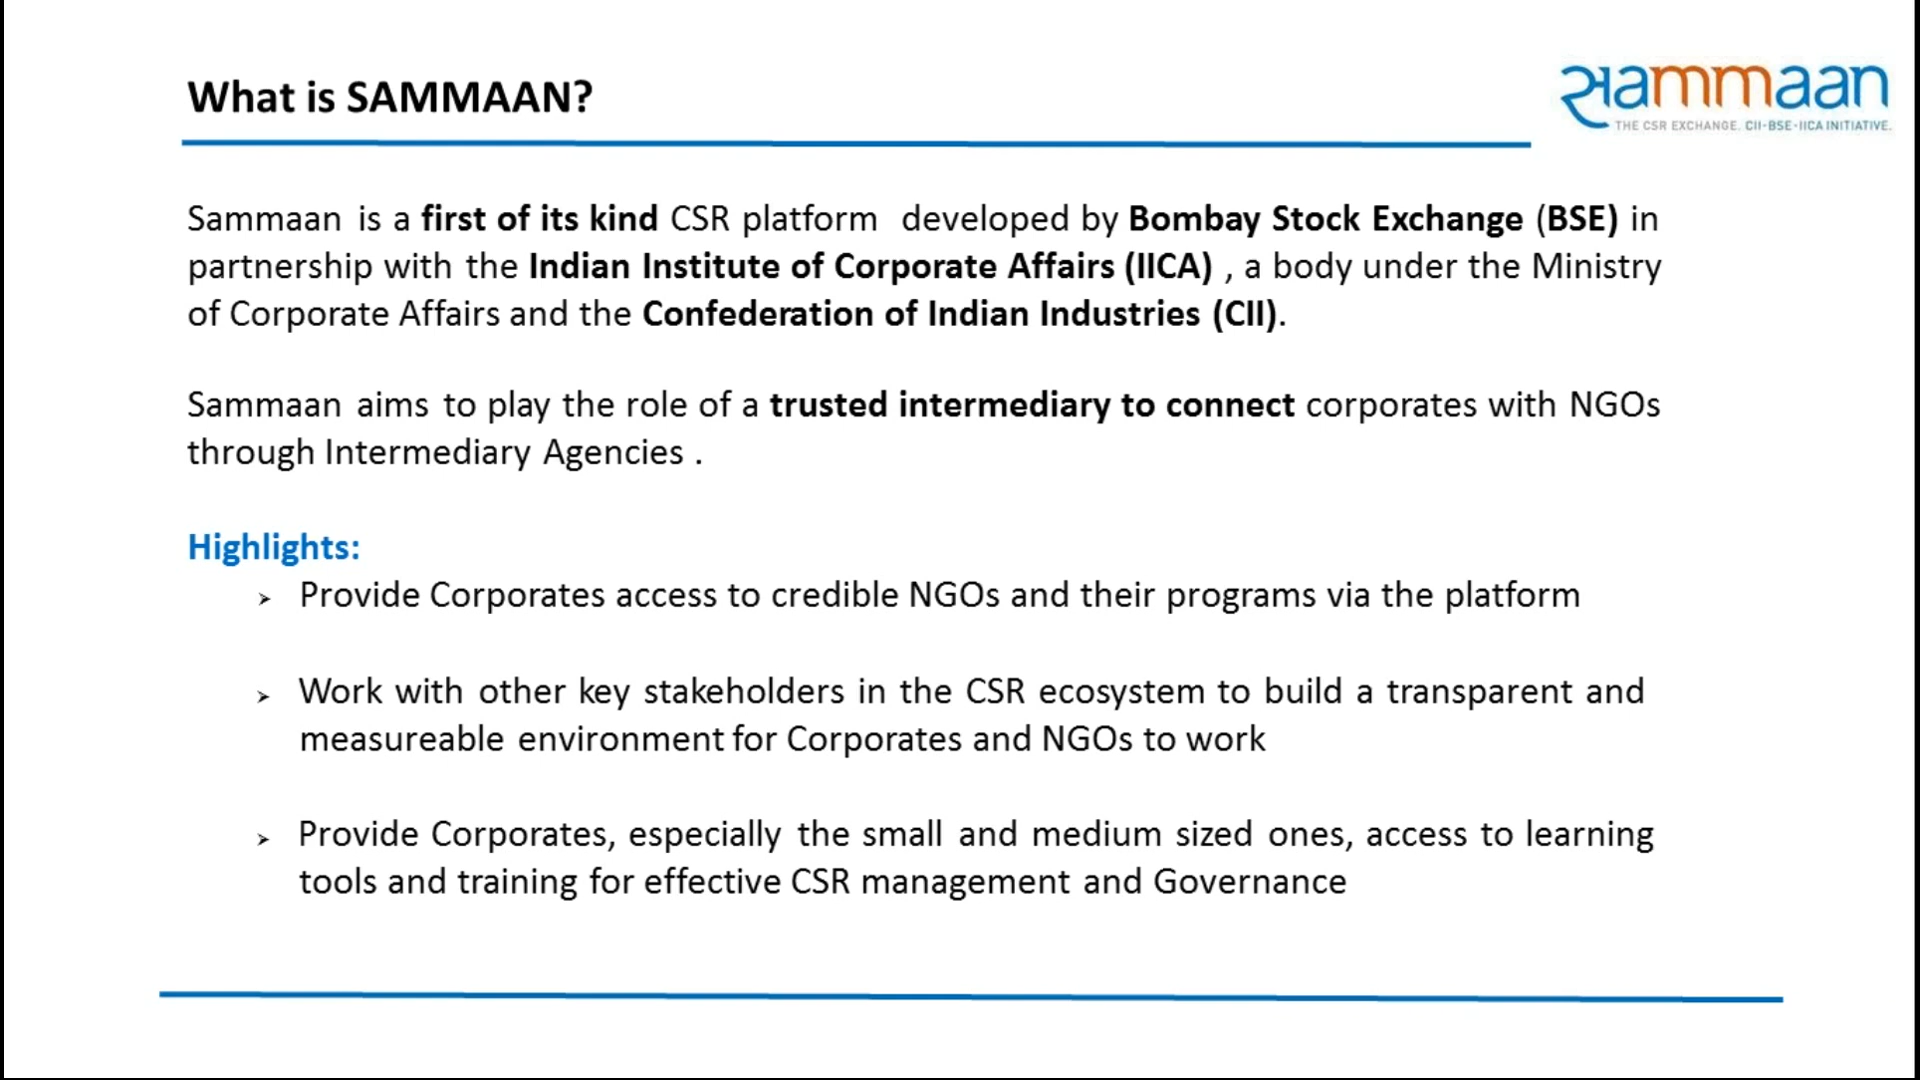 What is SAMMAAN?
સammaan
THE CSR EXCHANGE. CII-BSE-IICA INITIATIVE.
Sammaan is a first of its kind CSR platform developed by Bombay Stock Exchange (BSE) in
partnership with the Indian Institute of Corporate Affairs (IICA) , a body under the Ministry
of Corporate Affairs and the Confederation of Indian Industries (CII).
Sammaan aims to play the role of a trusted intermediary to connect corporates with NGOs
through Intermediary Agencies .
Highlights:
➢ Provide Corporates access to credible NGOs and their programs via the platform
➢ Work with other key stakeholders in the CSR ecosystem to build a transparent and
measureable environment for Corporates and NGOs to work
➢ Provide Corporates, especially the small and medium sized ones, access to learning
tools and training for effective CSR management and Governance